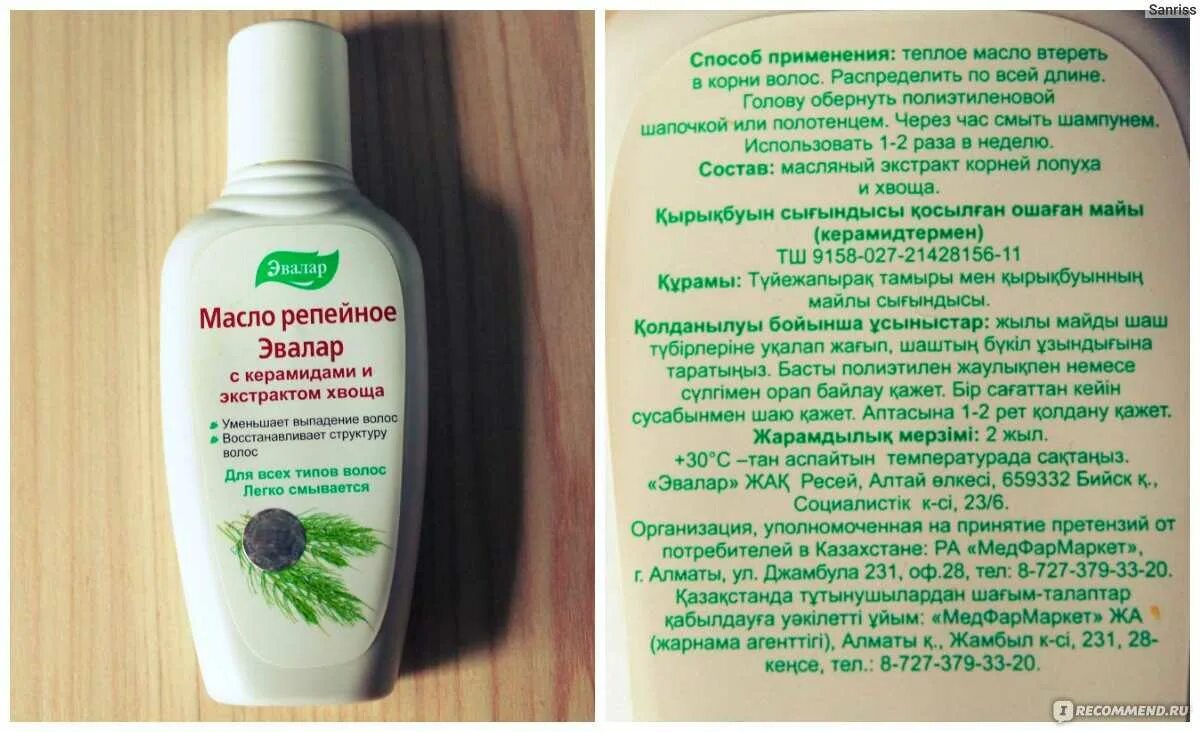 Эвалар
Масло репейное
Эвалар
с керамидами и
экстрактом хвоща
Уменьшает выпадение волос
Восстанавливает структуру
волос
Для всех типов волос
Легко смывается
Sanriss
Способ применения: теплое масло втереть
в корни волос. Распределить по всей длине.
Голову обернуть полиэтиленовой
шапочкой или полотенцем. Через час смыть шампунем.
Использовать 1-2 раза в неделю.
Состав: масляный экстракт корней лопуха
и хвоща.
Қырықбуын сығындысы қосылған ошаған майы
(керамидтермен)
ТШ 9158-027-21428156-11
Құрамы: Түйежапырақ тамыры мен қырықбуынның
майлы сығындысы.
Қолданылуы бойынша ұсыныстар: жылы майды шаш
түбірлеріне уқалап жағып, шаштың бүкіл ұзындығына
таратыңыз. Басты полиэтилен жаулықпен немесе
сүлгімен орап байлау қажет. Бір сағаттан кейін
сусабынмен шаю қажет. Аптасына 1-2 рет қолдану қажет.
Жарамдылық мерзімі: 2 жыл.
+30°С –тан аспайтын температурада сақтаңыз.
«Эвалар» ЖАҚ Ресей, Алтай өлкесі, 659332 Бийск қ.,
Социалистік к-сі, 23/6.
Организация, уполномоченная на принятие претензий от
потребителей в Казахстане: РА «МедФарМаркет»,
г. Алматы, ул. Джамбула 231, оф.28, тел: 8-727-379-33-20.
Қазақстанда тұтынушылардан шағым-талаптар
қабылдауға уәкілетті ұйым: «МедФарМаркет» ЖА
(жарнама агенттігі), Алматы қ., Жамбыл к-сі, 231, 28-
кеңсе, тел.: 8-727-379-33-20.
IRECOMMEND.RU